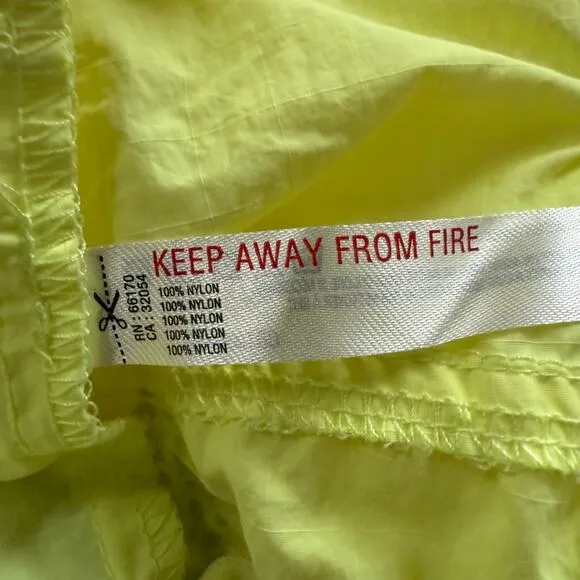 KEEP AWAY FROM FIRE
RN : 66170
CA : 32054
100% NYLON
100% NYLON
100% NYLON
100% NYLON
100% NYLON